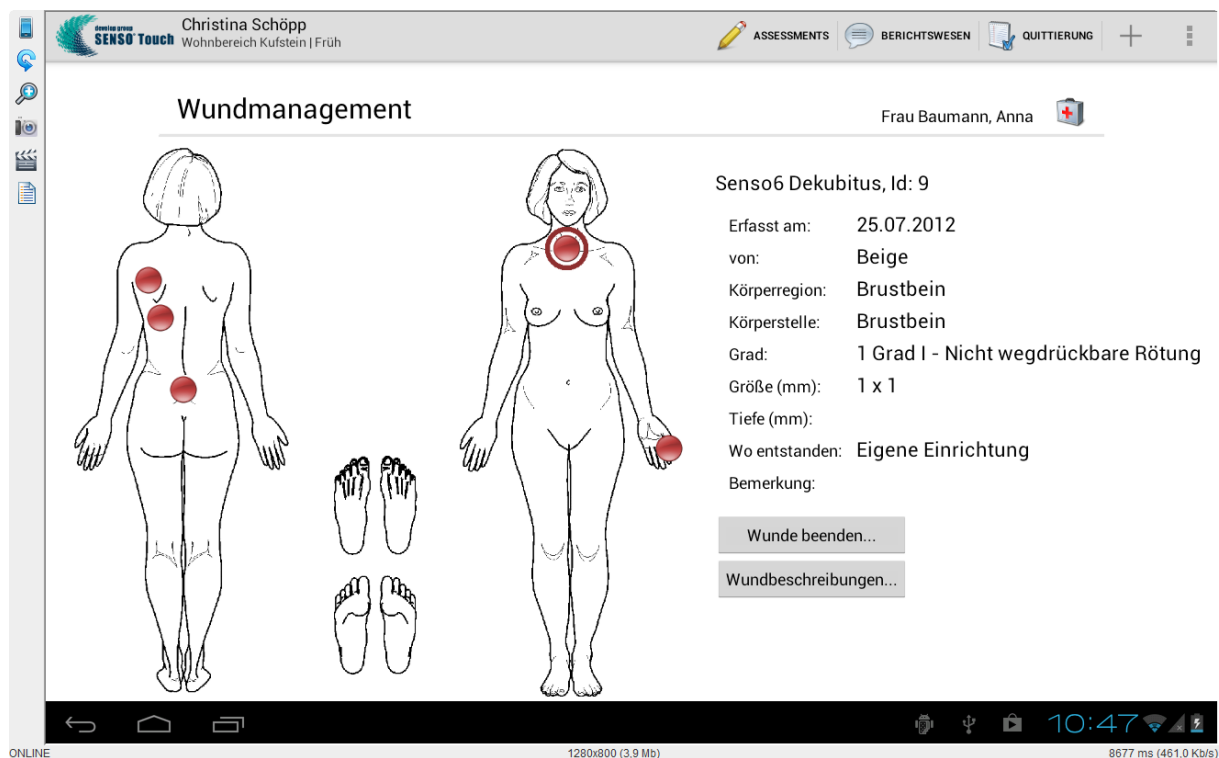 develop group
SENSO® Touch
Christina Schöpp
Wohnbereich Kufstein | Früh
ASSESSMENTS
BERICHTSWESEN
QUITTIERUNG
Wundmanagement
Frau Baumann, Anna
Senso6 Dekubitus, Id: 9
Erfasst am: 25.07.2012
von: Beige
Körperregion: Brustbein
Körperstelle: Brustbein
Grad: 1 Grad I - Nicht wegdrückbare Rötung
Größe (mm): 1 x 1
Tiefe (mm):
Wo entstanden: Eigene Einrichtung
Bemerkung:
Wunde beenden...
Wundbeschreibungen...
10:47
ONLINE 1280x800 (3,9 Mb) 8677 ms (461.0 Kb/s)